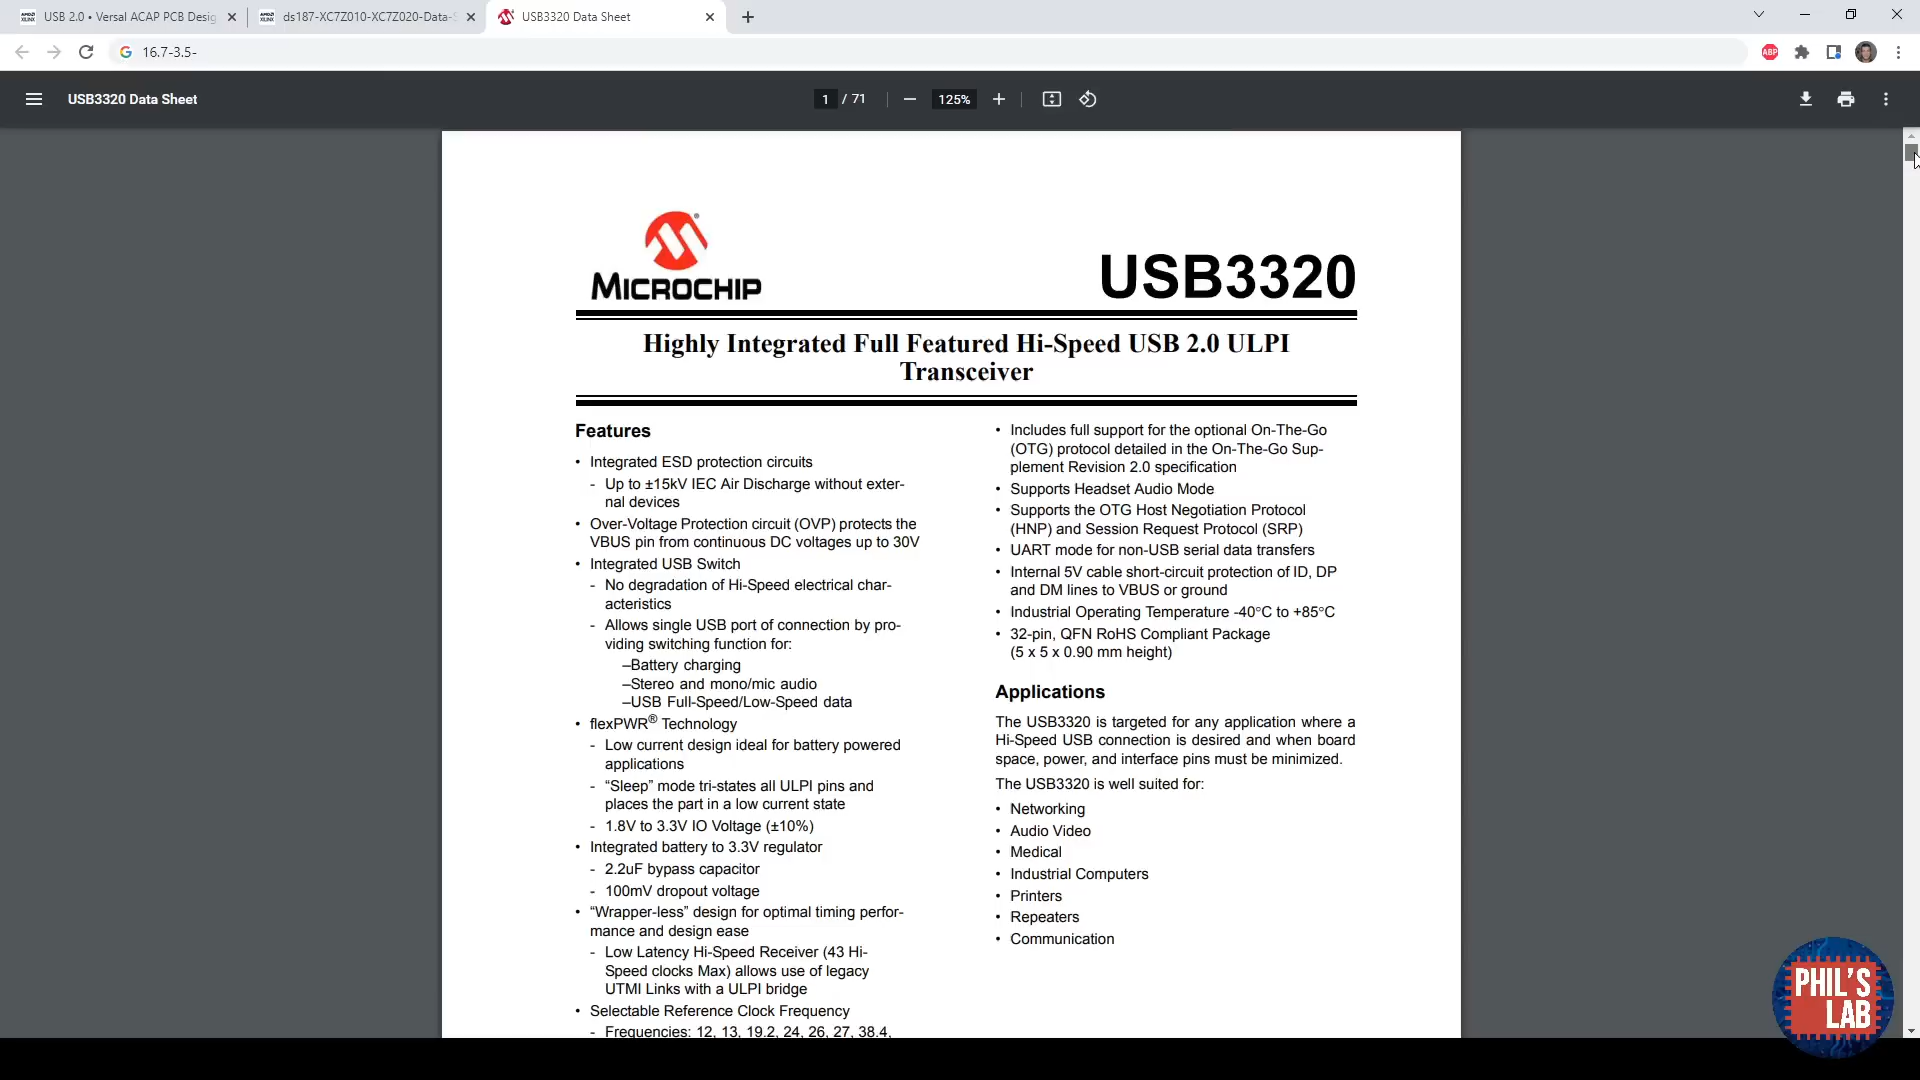 USB 2.0 • Versal ACAP PCB Desig
ds187-XC7Z010-XC7Z020-Data-S
USB3320 Data Sheet
16.7-3.5-
ABP
USB3320 Data Sheet
1 / 71
125%
MICROCHIP
USB3320
Highly Integrated Full Featured Hi-Speed USB 2.0 ULPI
Transceiver
Features
• Integrated ESD protection circuits
- Up to ±15kV IEC Air Discharge without exter-
nal devices
• Over-Voltage Protection circuit (OVP) protects the
VBUS pin from continuous DC voltages up to 30V
• Integrated USB Switch
- No degradation of Hi-Speed electrical char-
acteristics
- Allows single USB port of connection by pro-
viding switching function for:
–Battery charging
–Stereo and mono/mic audio
–USB Full-Speed/Low-Speed data
• flexPWR® Technology
- Low current design ideal for battery powered
applications
- “Sleep” mode tri-states all ULPI pins and
places the part in a low current state
- 1.8V to 3.3V IO Voltage (±10%)
• Integrated battery to 3.3V regulator
- 2.2uF bypass capacitor
- 100mV dropout voltage
• “Wrapper-less” design for optimal timing perfor-
mance and design ease
- Low Latency Hi-Speed Receiver (43 Hi-
Speed clocks Max) allows use of legacy
UTMI Links with a ULPI bridge
• Selectable Reference Clock Frequency
- Frequencies: 12, 13, 19.2, 24, 26, 27, 38.4,
• Includes full support for the optional On-The-Go
(OTG) protocol detailed in the On-The-Go Sup-
plement Revision 2.0 specification
• Supports Headset Audio Mode
• Supports the OTG Host Negotiation Protocol
(HNP) and Session Request Protocol (SRP)
• UART mode for non-USB serial data transfers
• Internal 5V cable short-circuit protection of ID, DP
and DM lines to VBUS or ground
• Industrial Operating Temperature -40°C to +85°C
• 32-pin, QFN RoHS Compliant Package
(5 x 5 x 0.90 mm height)
Applications
The USB3320 is targeted for any application where a
Hi-Speed USB connection is desired and when board
space, power, and interface pins must be minimized.
The USB3320 is well suited for:
• Networking
• Audio Video
• Medical
• Industrial Computers
• Printers
• Repeaters
• Communication
PHIL'S
LAB